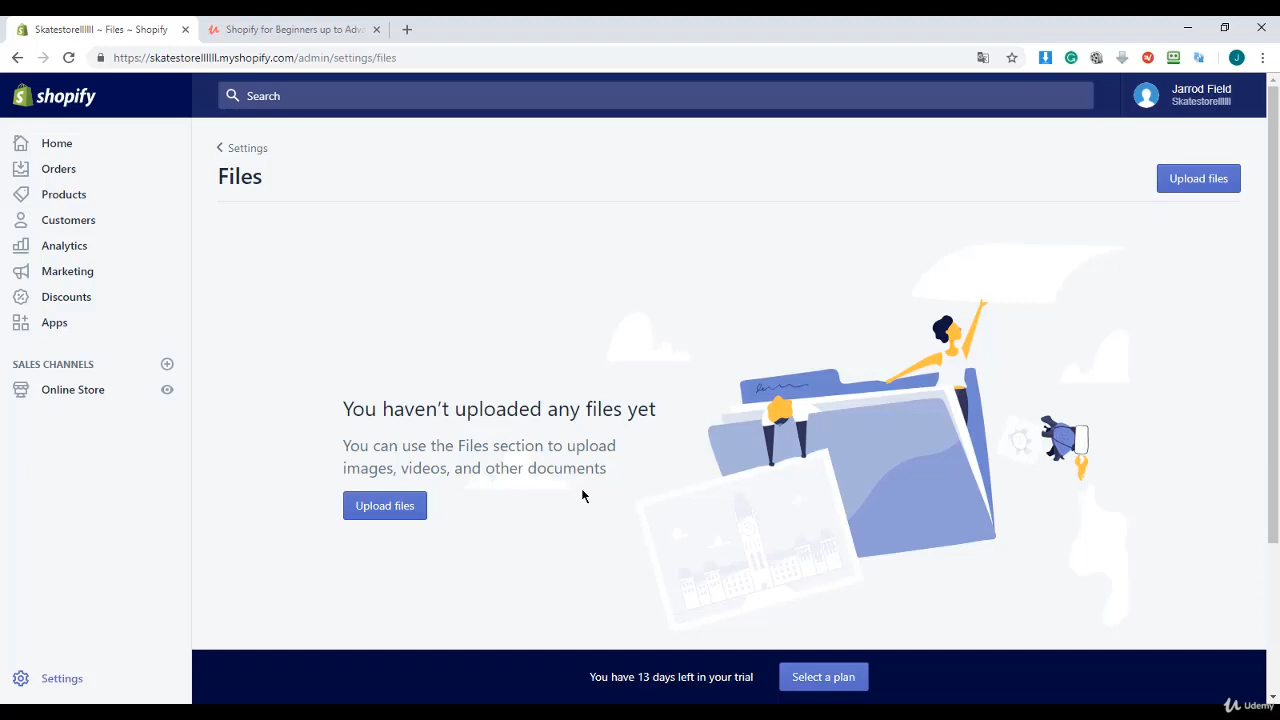 Skatestorellllll ~ Files ~ Shopify
Shopify for Beginners up to Adva
https://skatestorellllll.myshopify.com/admin/settings/files
J
shopify
Search
Jarrod Field
Skatestorellllll
Home
Orders
Products
Customers
Analytics
Marketing
Discounts
Apps
SALES CHANNELS
Online Store
Settings
Settings
Files
Upload files
You haven't uploaded any files yet
You can use the Files section to upload
images, videos, and other documents
Upload files
You have 13 days left in your trial
Select a plan
Udemy